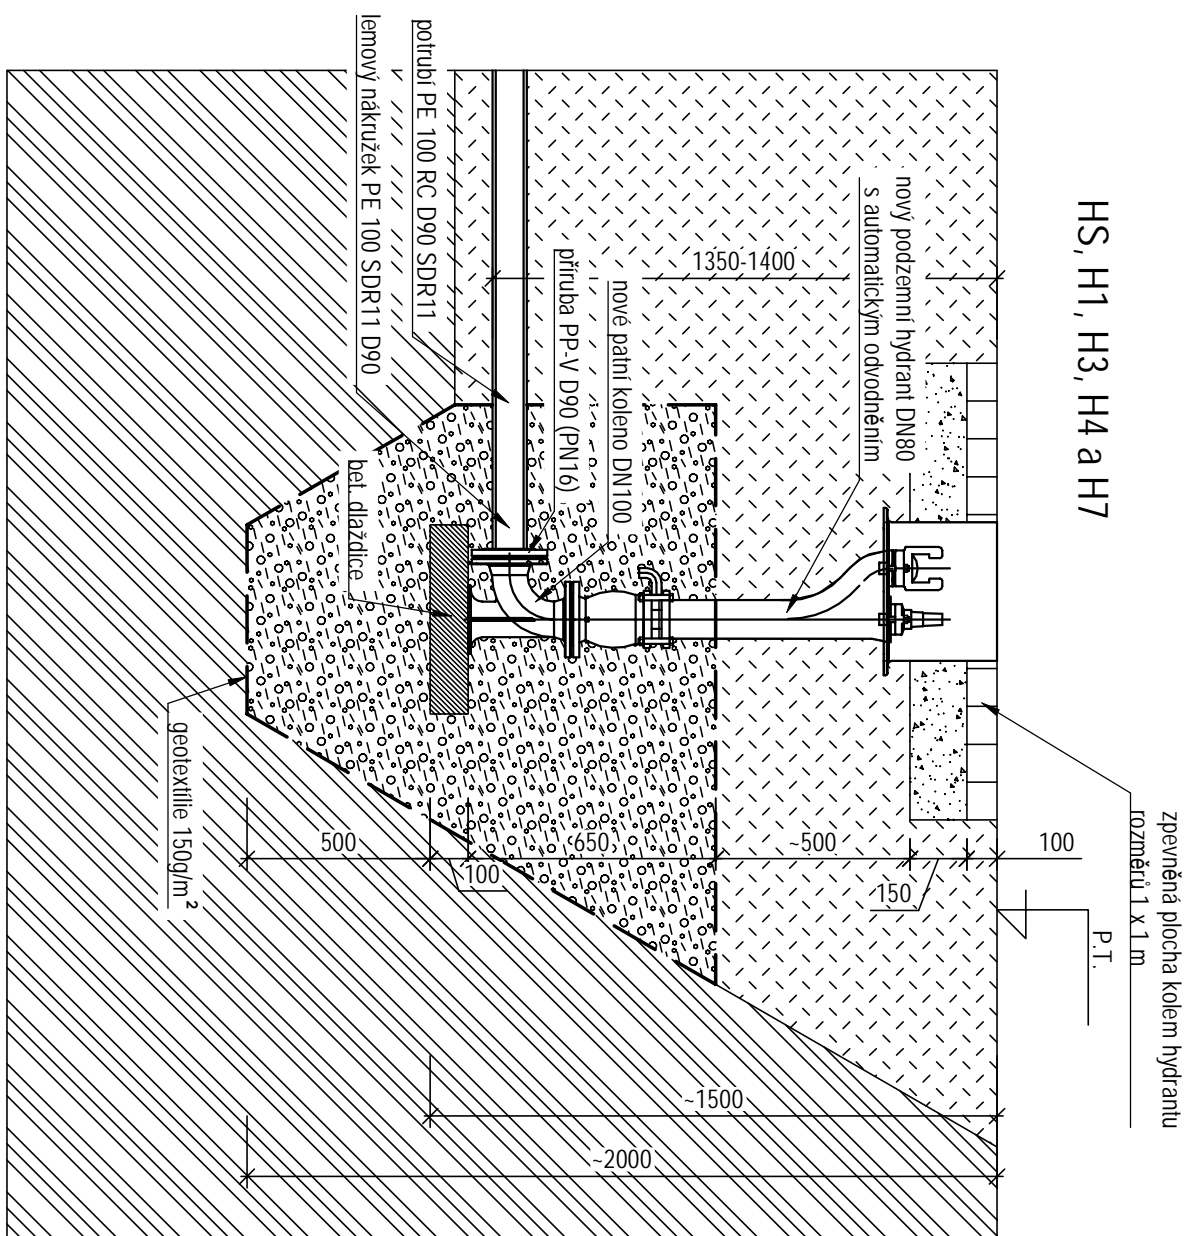 HS, H1, H3, H4 a H7
zpevněná plocha kolem hydrantu
rozměrů 1 x 1 m
P.T.
nový podzemní hydrant DN80
s automatickým odvodněním
nové patní koleno DN100
příruba PP-V D90 (PN16)
potrubí PE 100 RC D90 SDR11
lemový nákružek PE 100 SDR11 D90
bet. dlaždice
geotextilie 150g/m²
1350-1400
100
150
~500
650
100
500
~1500
~2000